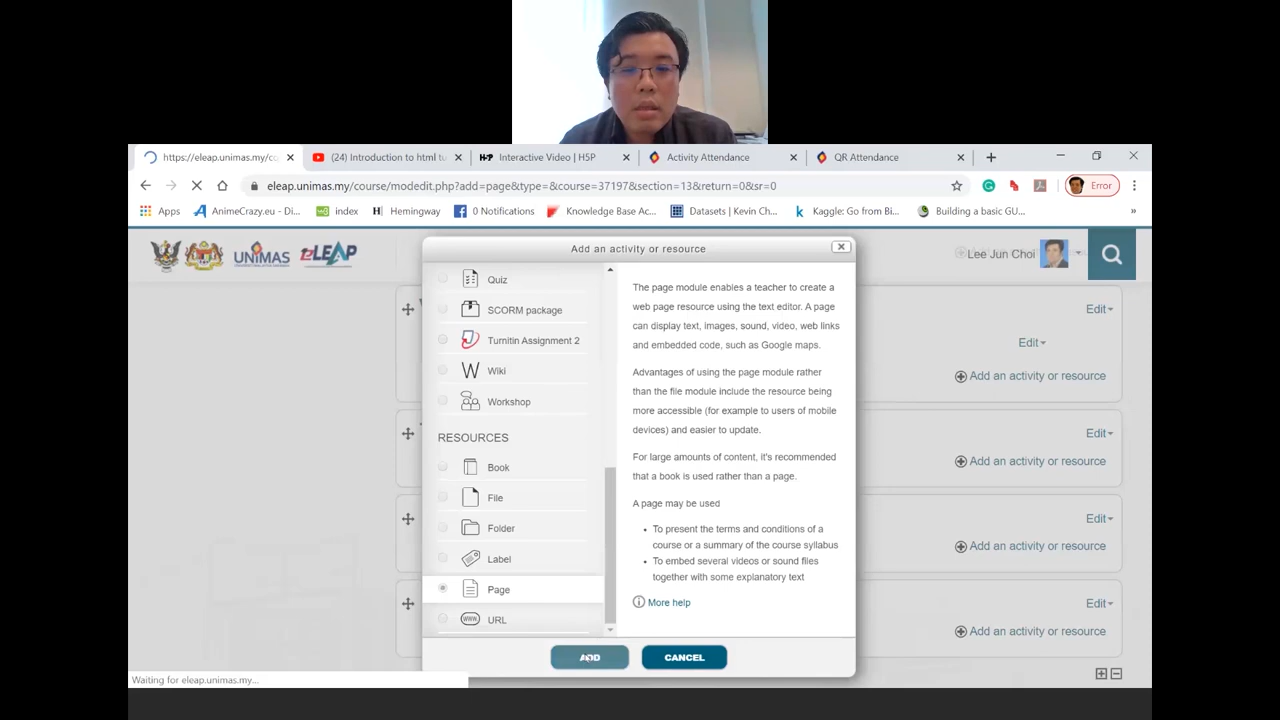 https://eleap.unimas.my/co
(24) Introduction to html tu
H5P Interactive Video | H5P
Activity Attendance
QR Attendance
eleap.unimas.my/course/modedit.php?add=page&type=&course=37197&section=13&return=0&sr=0
Error
Apps
AnimeCrazy.eu - Di...
index
Hemingway
0 Notifications
Knowledge Base Ac...
Datasets | Kevin Ch...
Kaggle: Go from Bi...
Building a basic GU...
»
UNIMAS
eLEAP
Lee Jun Choi
Add an activity or resource
Quiz
SCORM package
Turnitin Assignment 2
Wiki
Workshop
RESOURCES
Book
File
Folder
Label
Page
URL
The page module enables a teacher to create a
web page resource using the text editor. A page
can display text, images, sound, video, web links
and embedded code, such as Google maps.
Advantages of using the page module rather
than the file module include the resource being
more accessible (for example to users of mobile
devices) and easier to update.
For large amounts of content, it's recommended
that a book is used rather than a page.
A page may be used
• To present the terms and conditions of a
course or a summary of the course syllabus
• To embed several videos or sound files
together with some explanatory text
More help
ADD
CANCEL
Edit
Edit
Add an activity or resource
Edit
Add an activity or resource
Edit
Add an activity or resource
Edit
Add an activity or resource
Waiting for eleap.unimas.my...